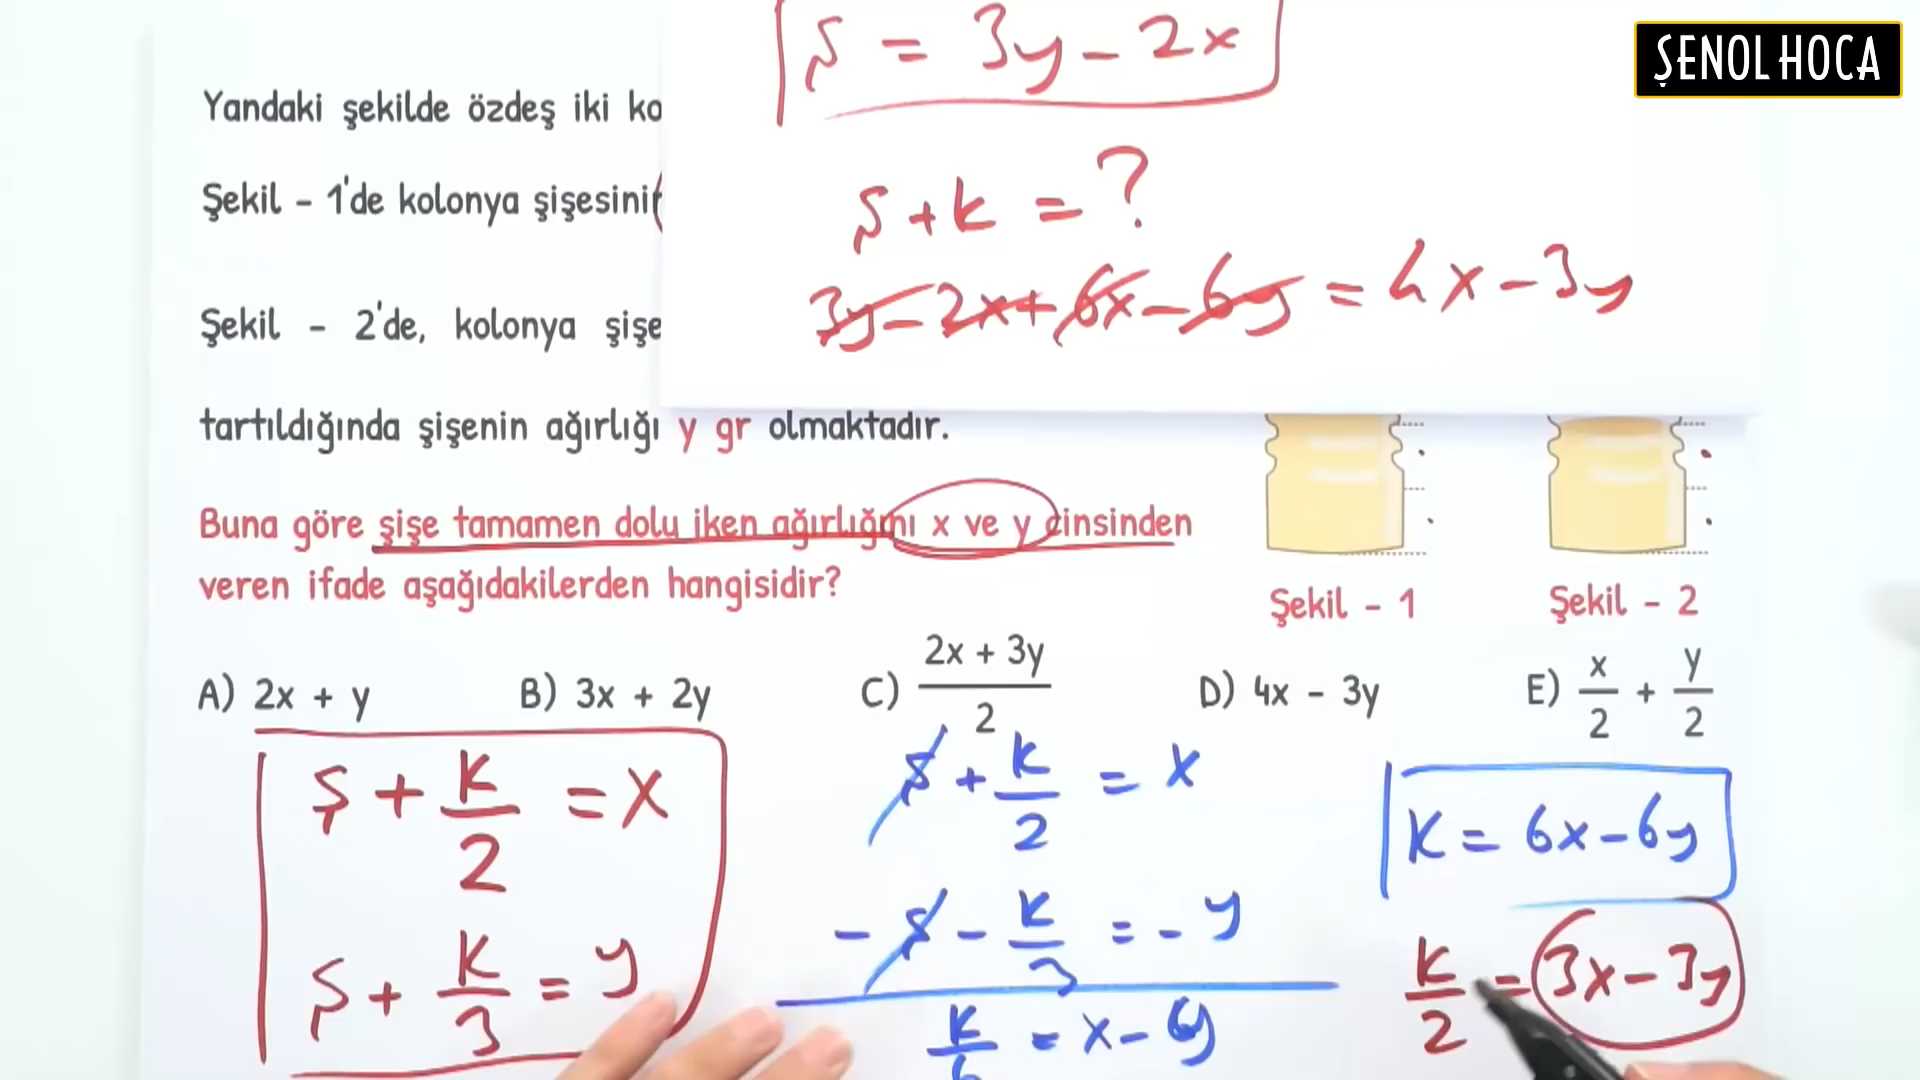 ŞENOL HOCA
ş = 3y - 2x
Yandaki şekilde özdeş iki ko
ş + k = ?
Şekil - 1'de kolonya şişesini
3y - 2x + 6x - 6y = 4x - 3y
Şekil - 2'de, kolonya şişe
tartıldığında şişenin ağırlığı y gr olmaktadır.
Buna göre şişe tamamen dolu iken ağırlığını x ve y cinsinden
veren ifade aşağıdakilerden hangisidir?
Şekil - 1
Şekil - 2
A) 2x + y B) 3x + 2y C) (2x + 3y)/2 D) 4x - 3y E) x/2 + y/2
ş + k/2 = x
ş + k/3 = y
ş + k/2 = x
- ş - k/3 = - y
k/6 = x - y
K = 6x - 6y
k/2 = 3x - 3y